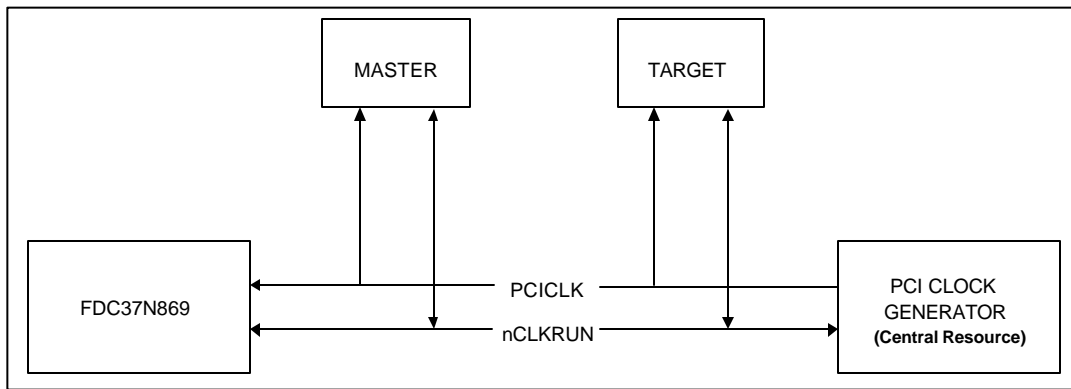 MASTER
TARGET
FDC37N869
PCICLK
nCLKRUN
PCI CLOCK
GENERATOR
(Central Resource)